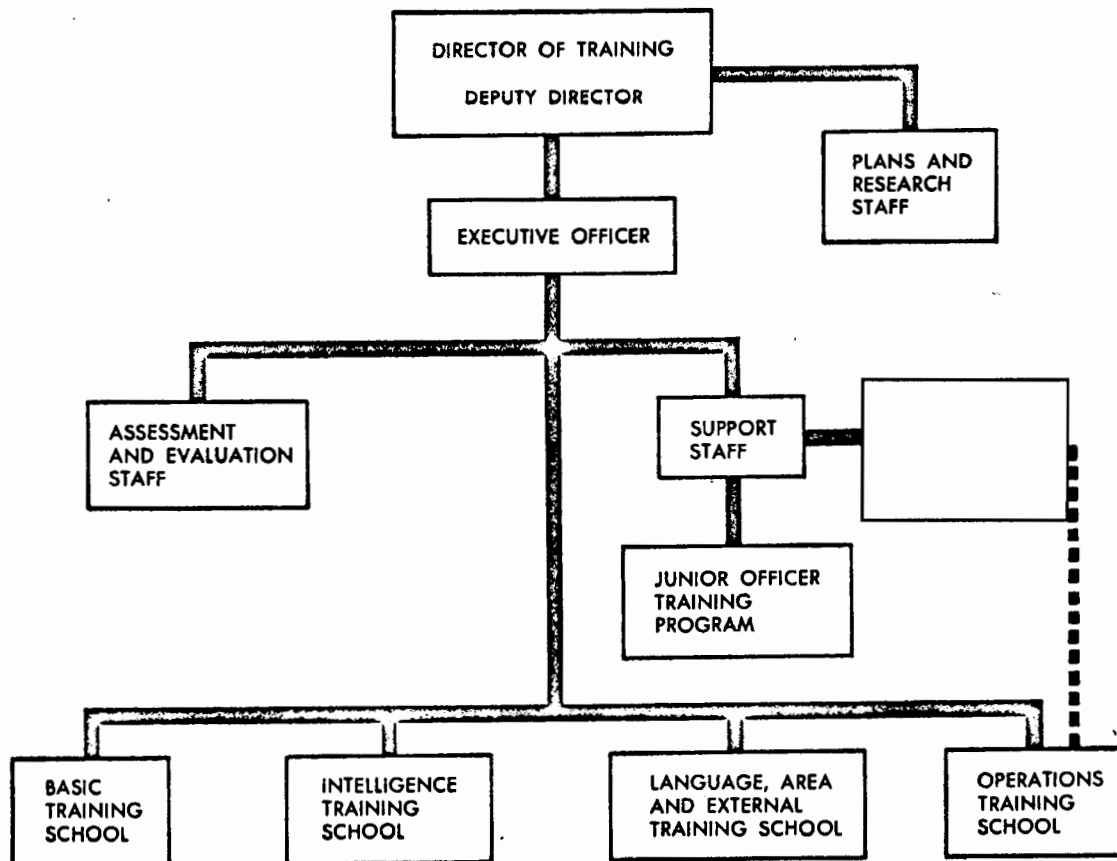 DIRECTOR OF TRAINING
DEPUTY DIRECTOR
PLANS AND
RESEARCH
STAFF
EXECUTIVE OFFICER
ASSESSMENT
AND EVALUATION
STAFF
SUPPORT
STAFF
JUNIOR OFFICER
TRAINING
PROGRAM
BASIC
TRAINING
SCHOOL
INTELLIGENCE
TRAINING
SCHOOL
LANGUAGE, AREA
AND EXTERNAL
TRAINING SCHOOL
OPERATIONS
TRAINING
SCHOOL